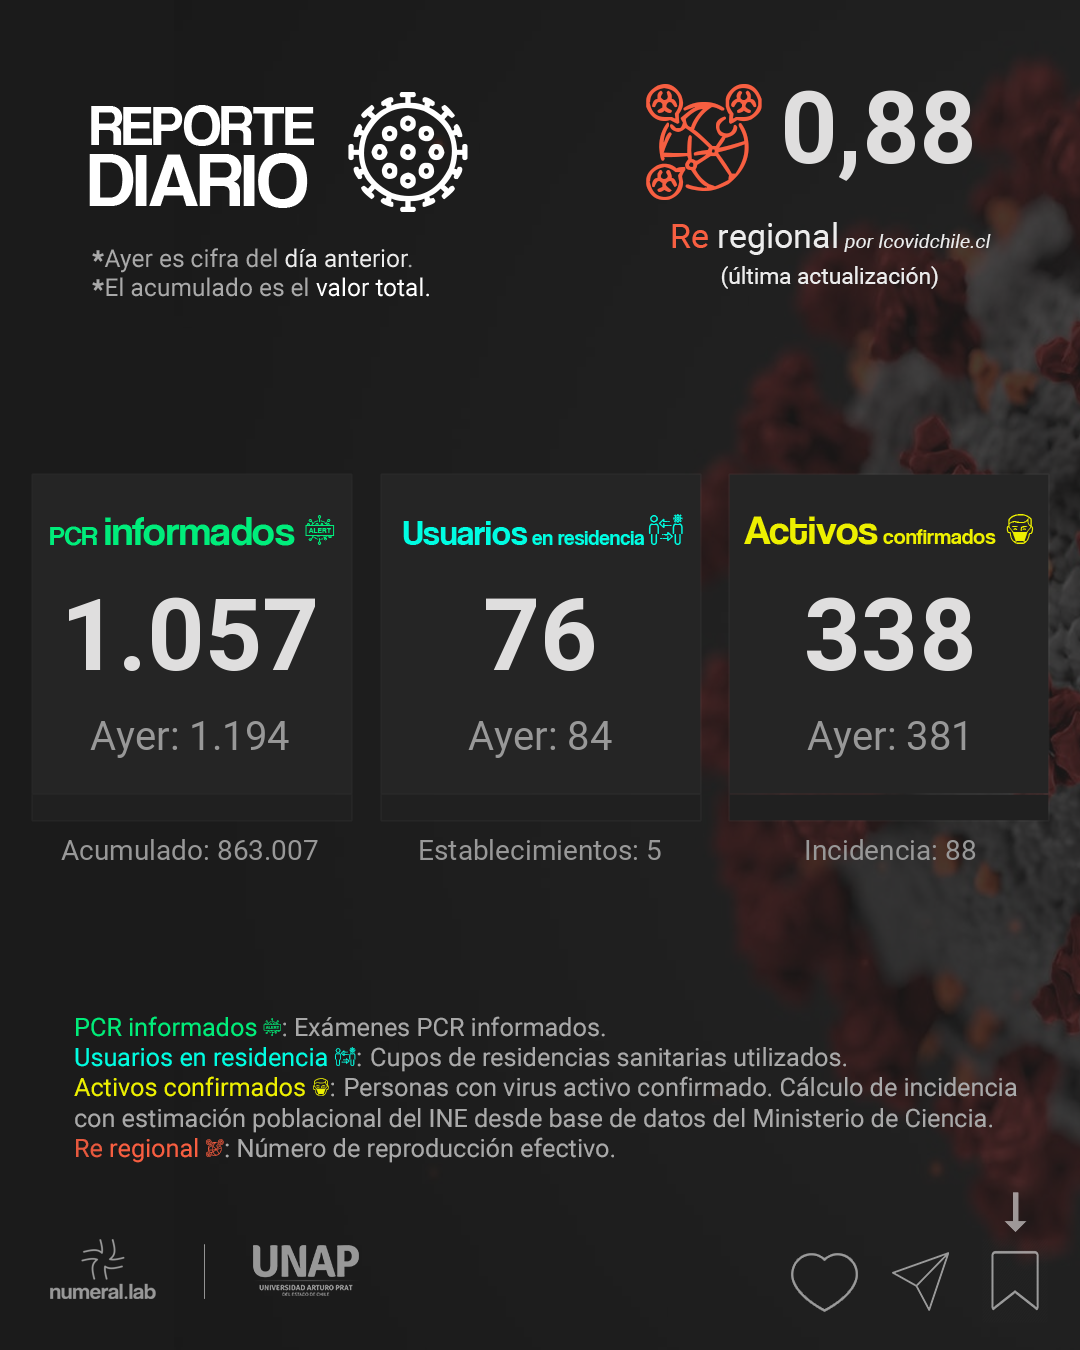 REPORTE
DIARIO
*Ayer es cifra del día anterior.
*El acumulado es el valor total.
0,88
Re regional por Icovidchile.cl
(última actualización)
PCR informados ALERT
1.057
Ayer: 1.194
Acumulado: 863.007
Usuarios en residencia
76
Ayer: 84
Establecimientos: 5
Activos confirmados
338
Ayer: 381
Incidencia: 88
PCR informados ALERT: Exámenes PCR informados.
Usuarios en residencia : Cupos de residencias sanitarias utilizados.
Activos confirmados : Personas con virus activo confirmado. Cálculo de incidencia
con estimación poblacional del INE desde base de datos del Ministerio de Ciencia.
Re regional : Número de reproducción efectivo.
numeral.lab
UNAP
UNIVERSIDAD ARTURO PRAT
DEL ESTADO DE CHILE